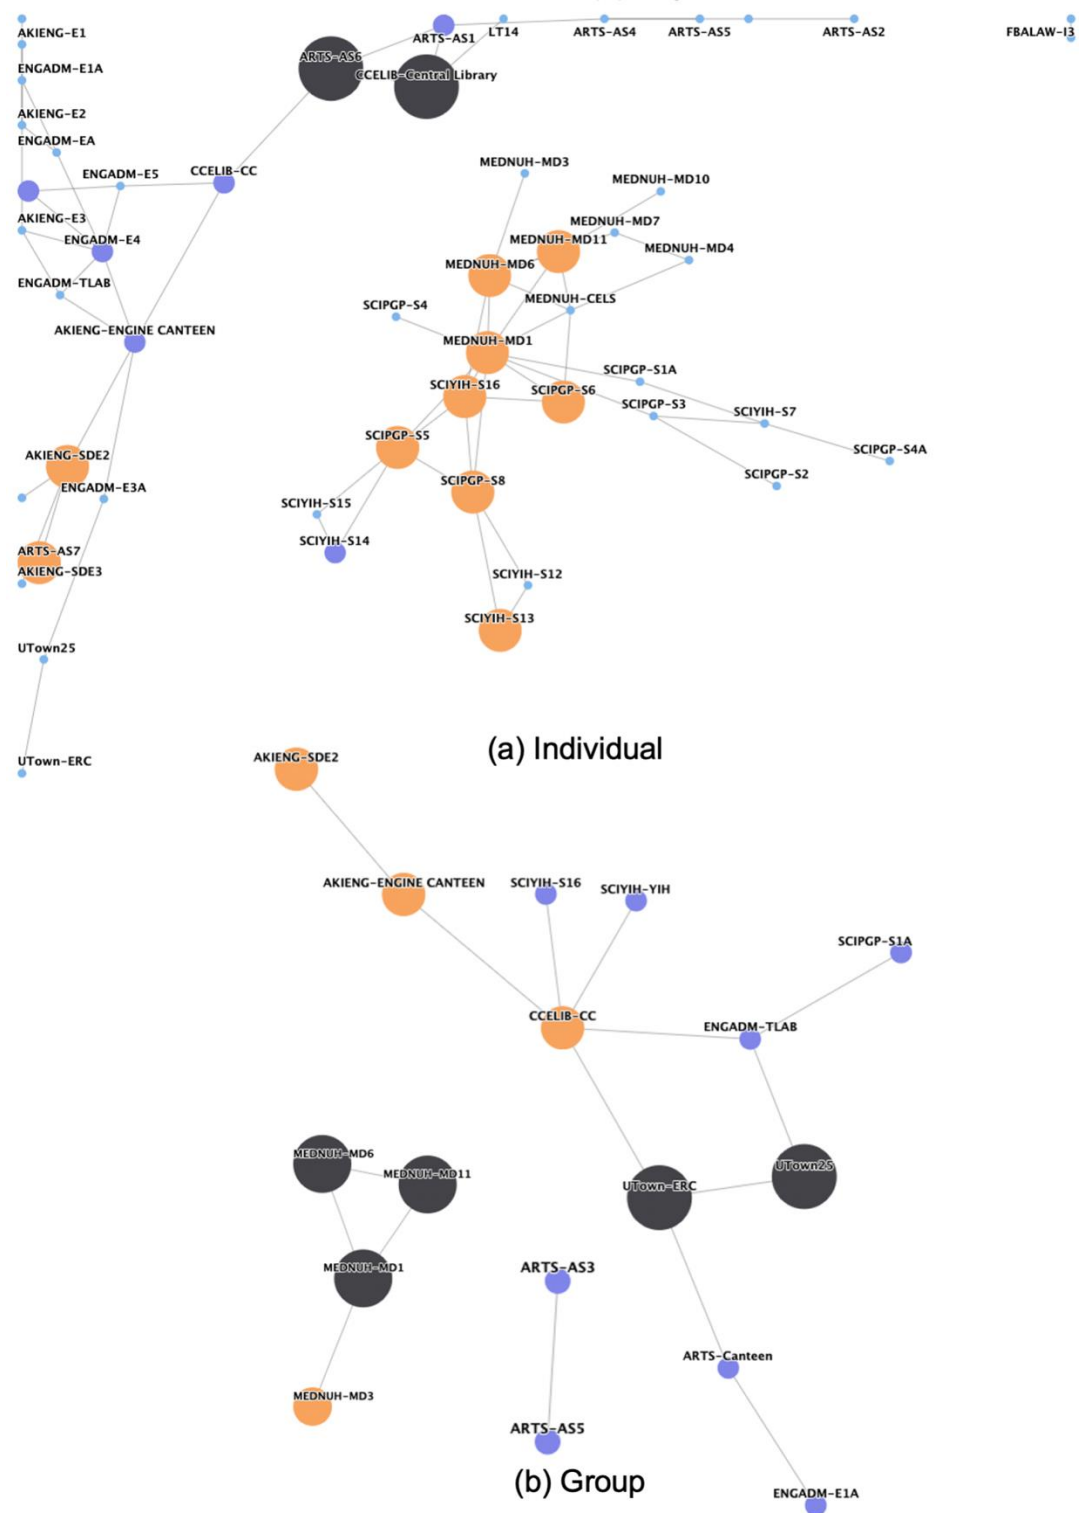 AKIENG-E1
ARTS-AS1
LT14
ARTS-AS4
ARTS-AS5
ARTS-AS2
FBALAW-I3
ARTS-AS6
ENGADM-E1A
CCELIB-Central Library
AKIENG-E2
ENGADM-EA
ENGADM-E5
CCELIB-CC
MEDNUH-MD3
MEDNUH-MD10
AKIENG-E3
MEDNUH-MD7
ENGADM-E4
MEDNUH-MD11
MEDNUH-MD4
MEDNUH-MD6
ENGADM-TLAB
MEDNUH-CELS
SCIPGP-S4
AKIENG-ENGINE CANTEEN
MEDNUH-MD1
SCIPGP-S1A
SCIYIH-S16
SCIPGP-S6
SCIPGP-S3
SCIYIH-S7
SCIPGP-S5
SCIPGP-S4A
AKIENG-SDE2
SCIPGP-S2
SCIPGP-S8
ENGADM-E3A
SCIYIH-S15
SCIYIH-S14
ARTS-AS7
AKIENG-SDE3
SCIYIH-S12
SCIYIH-S13
UTown25
UTown-ERC
(a) Individual
AKIENG-SDE2
AKIENG-ENGINE CANTEEN
SCIYIH-S16
SCIYIH-YIH
SCIPGP-S1A
CCELIB-CC
ENGADM-TLAB
MEDNUH-MD6
MEDNUH-MD11
UTown25
UTown-ERC
MEDNUH-MD1
ARTS-AS3
ARTS-Canteen
MEDNUH-MD3
ARTS-AS5
(b) Group
ENGADM-E1A